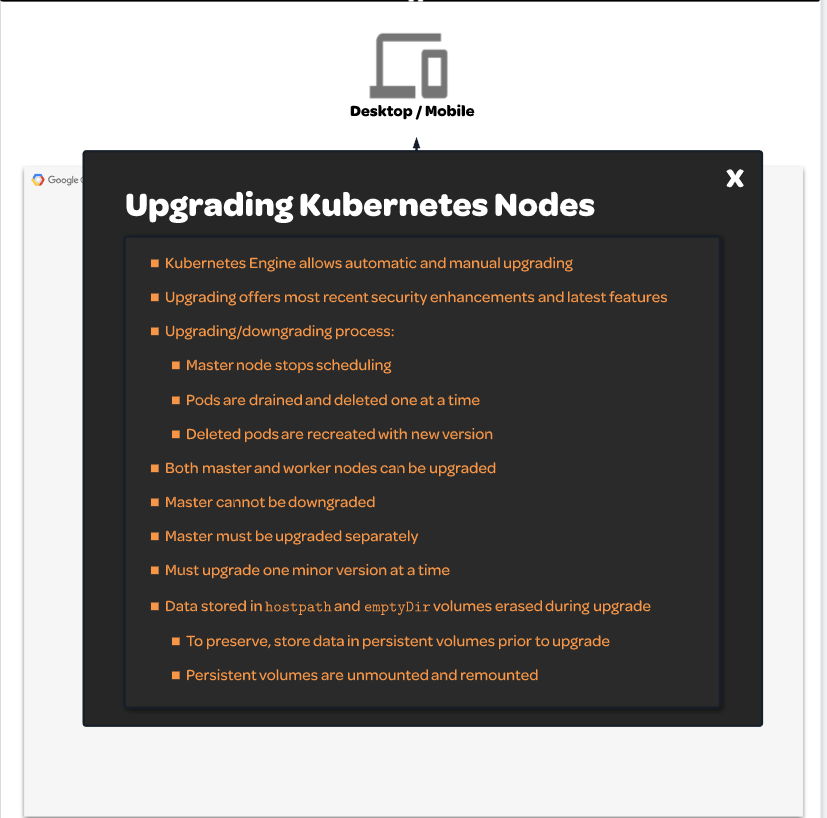 Desktop / Mobile
Google
X
Upgrading Kubernetes Nodes
Kubernetes Engine allows automatic and manual upgrading
Upgrading offers most recent security enhancements and latest features
Upgrading/downgrading process:
Master node stops scheduling
Pods are drained and deleted one at a time
Deleted pods are recreated with new version
Both master and worker nodes can be upgraded
Master cannot be downgraded
Master must be upgraded separately
Must upgrade one minor version at a time
Data stored in hostpath and emptyDir volumes erased during upgrade
To preserve, store data in persistent volumes prior to upgrade
Persistent volumes are unmounted and remounted